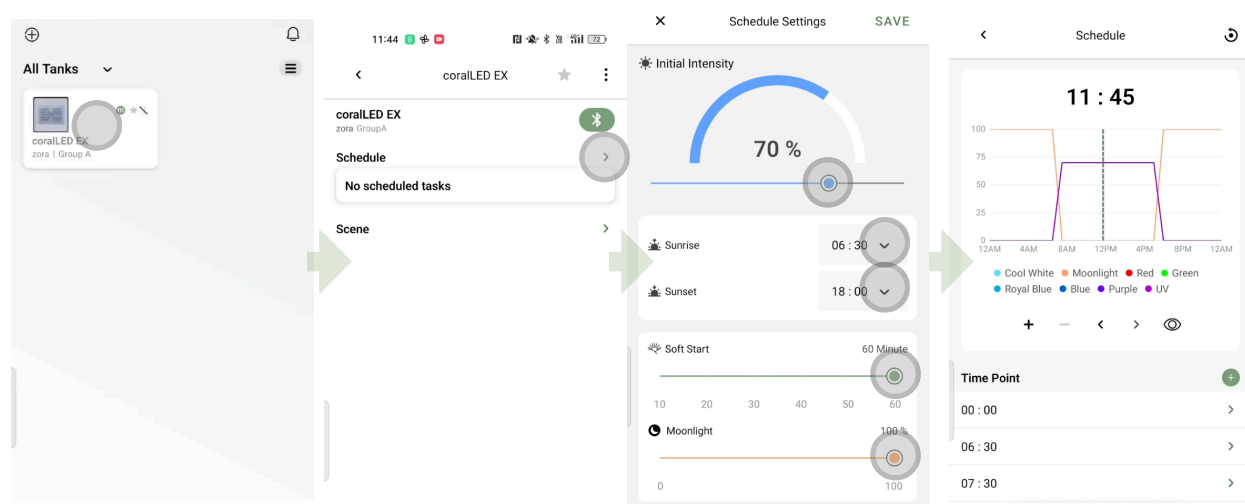 All Tanks
m
coralLED EX
zora | Group A
11:44
72
coralLED EX
coralLED EX
zora GroupA
Schedule
No scheduled tasks
Scene
Schedule Settings SAVE
Initial Intensity
70 %
Sunrise 06 : 30
Sunset 18 : 00
Soft Start 60 Minute
10 20 30 40 50 60
Moonlight 100 %
0 100
Schedule
11 : 45
100
75
50
25
0
12AM 4AM 8AM 12PM 4PM 8PM 12AM
Cool White Moonlight Red Green
Royal Blue Blue Purple UV
Time Point
00 : 00
06 : 30
07 : 30